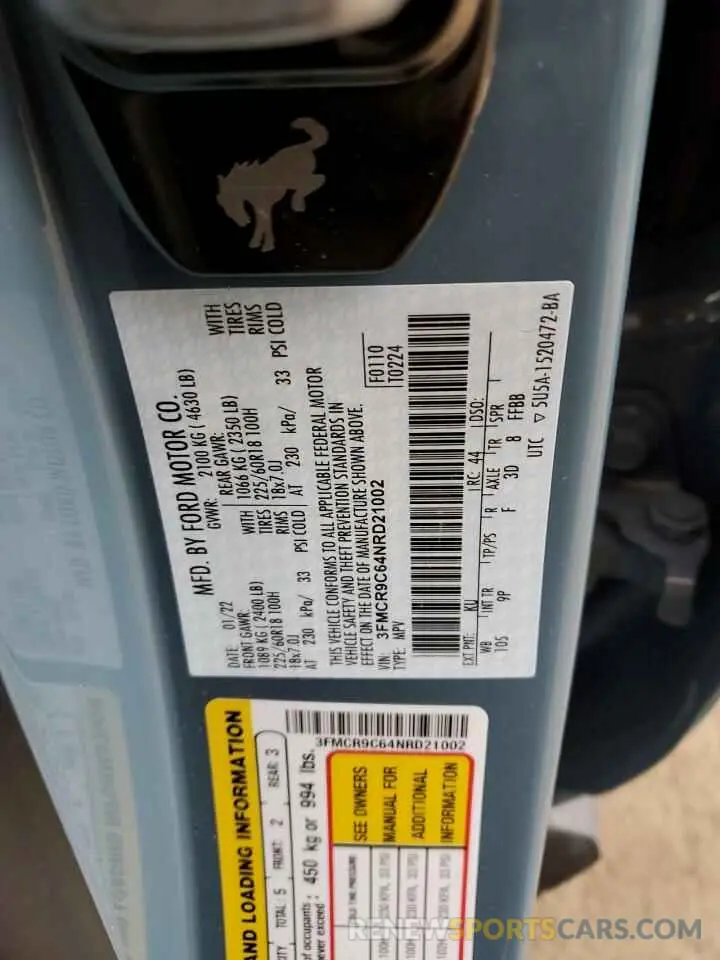 MFD. BY FORD MOTOR CO.
DATE: 01/22
GVWR: 2100 KG ( 4630 LB)
FRONT GAWR: REAR GAWR:
1089 KG ( 2400 LB) WITH 1066 KG ( 2350 LB) WITH
225/60R18 100H TIRES 225/60R18 100H TIRES
18x7.0J RIMS 18x7.0J RIMS
AT 230 kPa/ 33 PSI COLD AT 230 kPa/ 33 PSI COLD
THIS VEHICLE CONFORMS TO ALL APPLICABLE FEDERAL MOTOR
VEHICLE SAFETY AND THEFT PREVENTION STANDARDS IN
EFFECT ON THE DATE OF MANUFACTURE SHOWN ABOVE.
VIN: 3FMCR9C64NRD21002
TYPE: MPV
F0110
T0224
EXT PNT: KU RC: 44 DSO:
WB INT TR TP/PS R AXLE TR SPR
105 9P F 3D 8 FFBB
UTC ▽ 5U5A-1520472-BA
3FMCR9C64NRD21002
AND LOADING INFORMATION
TOTAL: 5 FRONT: 2 REAR: 3
of occupants : 450 kg or 994 lbs.
never exceed :
SEE OWNERS
MANUAL FOR
ADDITIONAL
INFORMATION
RENEWSPORTSCARS.COM